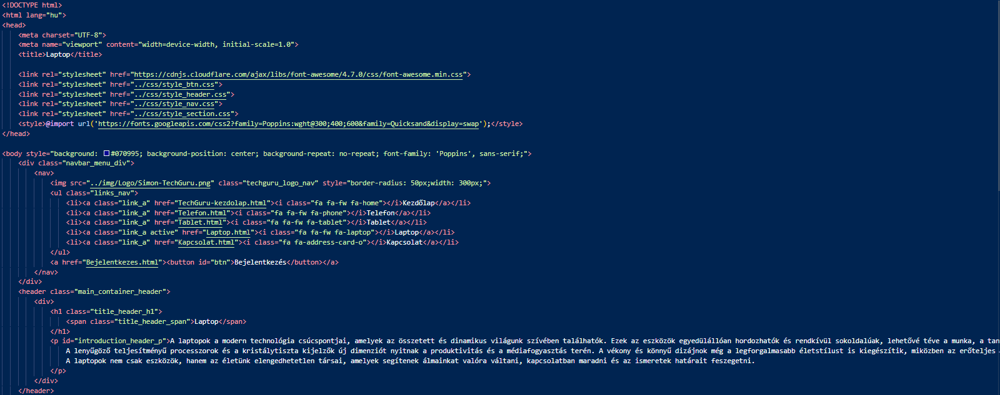 <!DOCTYPE html>
<html lang="hu">
<head>
<meta charset="UTF-8">
<meta name="viewport" content="width=device-width, initial-scale=1.0">
<title>Laptop</title>
<link rel="stylesheet" href="https://cdnjs.cloudflare.com/ajax/libs/font-awesome/4.7.0/css/font-awesome.min.css">
<link rel="stylesheet" href="../css/style_btn.css">
<link rel="stylesheet" href="../css/style_header.css">
<link rel="stylesheet" href="../css/style_nav.css">
<link rel="stylesheet" href="../css/style_section.css">
<style>@import url('https://fonts.googleapis.com/css2?family=Poppins:wght@300;400;600&family=Quicksand&display=swap');</style>
</head>
<body style="background: #070995; background-position: center; background-repeat: no-repeat; font-family: 'Poppins', sans-serif;">
<div class="navbar_menu_div">
<nav>
<img src="../img/Logo/Simon-TechGuru.png" class="techguru_logo_nav" style="border-radius: 50px;width: 300px;">
<ul class="links_nav">
<li><a class="link_a" href="TechGuru-kezdolap.html"><i class="fa fa-fw fa-home"></i>Kezdőlap</a></li>
<li><a class="link_a" href="Telefon.html"><i class="fa fa-fw fa-phone"></i>Telefon</a></li>
<li><a class="link_a" href="Tablet.html"><i class="fa fa-fw fa-tablet"></i>Tablet</a></li>
<li><a class="link_a active" href="Laptop.html"><i class="fa fa-fw fa-laptop"></i>Laptop</a></li>
<li><a class="link_a" href="Kapcsolat.html"><i class="fa fa-address-card-o"></i>Kapcsolat</a></li>
</ul>
<a href="Bejelentkezes.html"><button id="btn">Bejelentkezés</button></a>
</nav>
</div>
<header class="main_container_header">
<div>
<h1 class="title_header_h1">
<span class="title_header_span">Laptop</span>
</h1>
<p id="introduction_header_p">A laptopok a modern technológia csúcspontjai, amelyek az összetett és dinamikus világunk szívében találhatók. Ezek az eszközök egyedülállóan hordozhatók és rendkívül sokoldalúak, lehetővé téve a munka, a tan
A lenyűgöző teljesítményű processzorok és a kristálytiszta kijelzők új dimenziót nyitnak a produktivitás és a médiafogyasztás terén. A vékony és könnyű dizájnok még a legforgalmasabb életstílust is kiegészítik, miközben az erőteljes
A laptopok nem csak eszközök, hanem az életünk elengedhetetlen társai, amelyek segítenek álmainkat valóra váltani, kapcsolatban maradni és az ismeretek határait feszegetni.
</p>
</div>
</header>